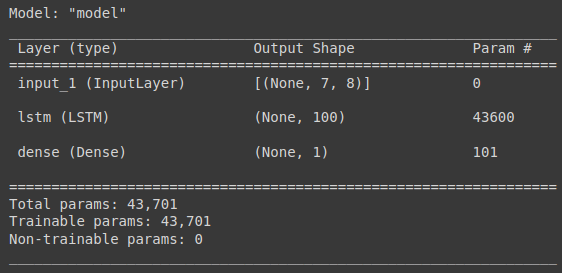 Model: "model"
Layer (type) Output Shape Param #
input_1 (InputLayer) [(None, 7, 8)] 0
lstm (LSTM) (None, 100) 43600
dense (Dense) (None, 1) 101
Total params: 43,701
Trainable params: 43,701
Non-trainable params: 0